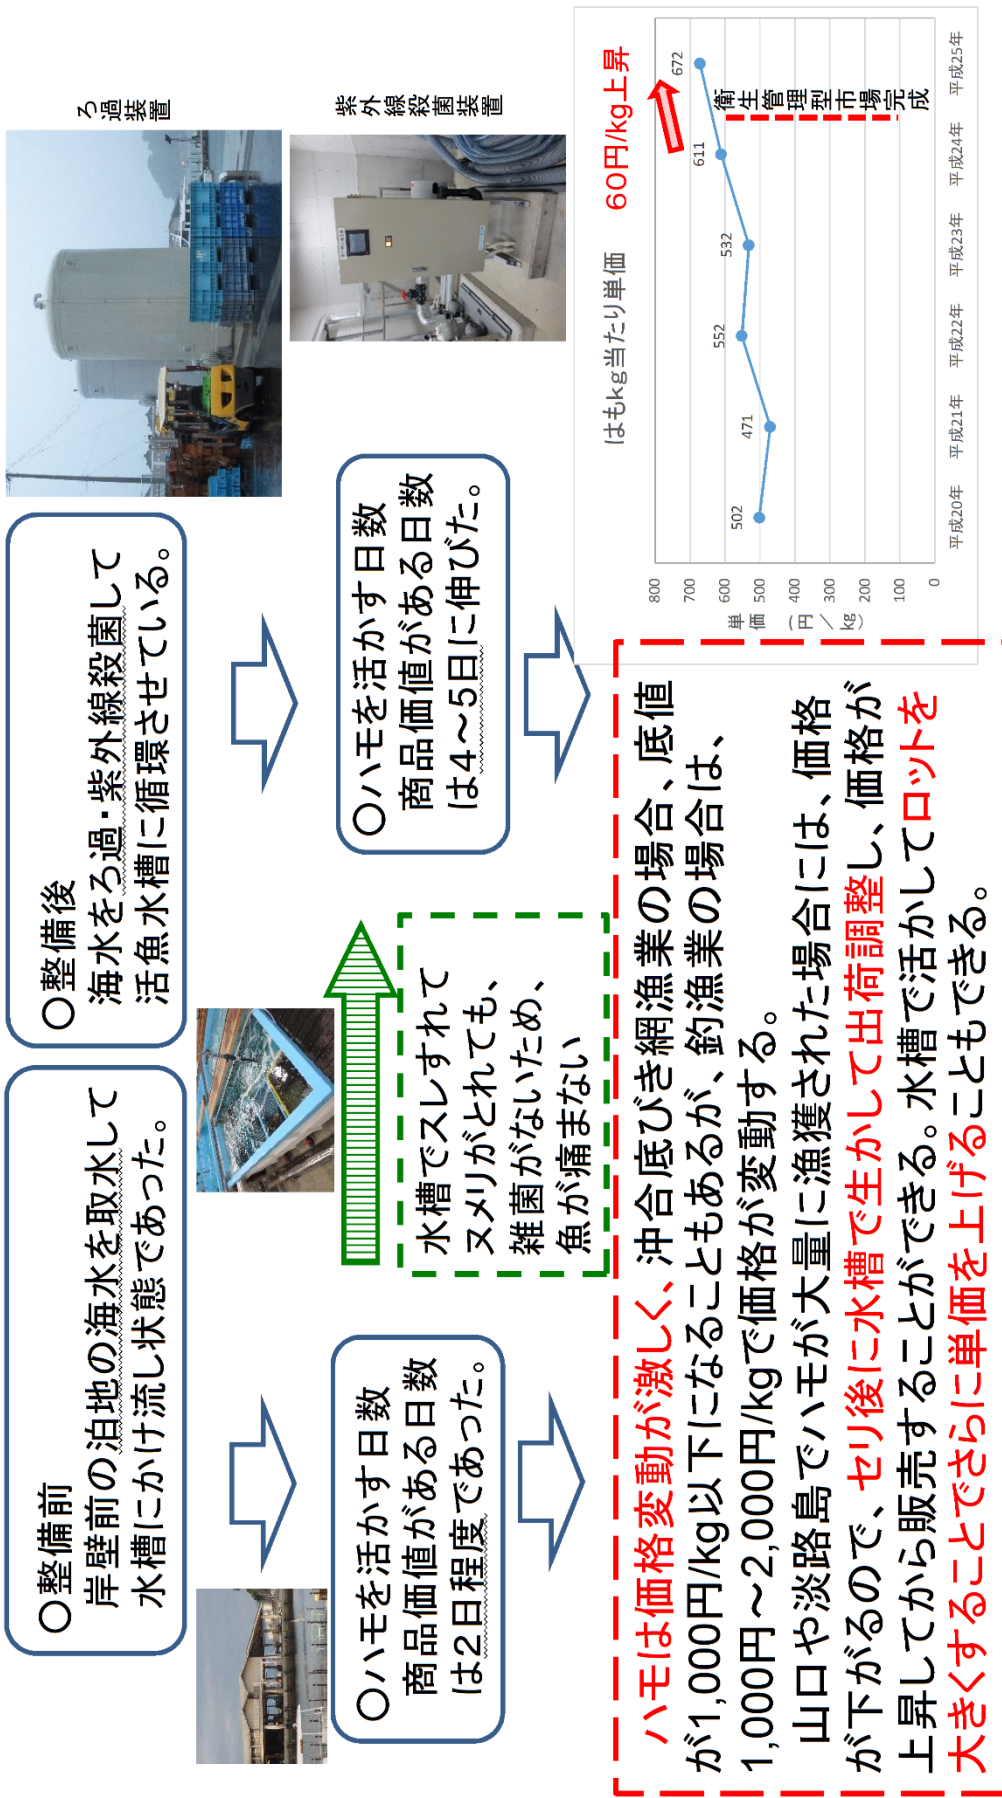 〇整備前
岸壁前の泊地の海水を取水して
水槽にかけ流し状態であった。
〇整備後
海水をろ過・紫外線殺菌して
活魚水槽に循環させている。
ろ過装置
紫外線殺菌装置
〇ハモを活かす日数
商品価値がある日数
は2日程度であった。
水槽でスレすれて
ヌメリがとれても、
雑菌がないため、
魚が痛まない
〇ハモを活かす日数
商品価値がある日数
は4～5日に伸びた。
ハモは価格変動が激しく、沖合底びき網漁業の場合、底値
が1,000円/kg以下になることもあるが、釣漁業の場合は、
1,000円～2,000円/kgで価格が変動する。
山口や淡路島でハモが大量に漁獲された場合には、価格
が下がるので、セリ後に水槽で生かして出荷調整し、価格が
上昇してから販売することができる。水槽で活かしてロットを
大きくすることでさらに単価を上げることもできる。
はもkg当たり単価
60円/kg上昇
単価（円／kg）
800
700
600
500
400
300
200
100
0
502
471
552
532
611
672
衛生管理型市場完成
平成20年
平成21年
平成22年
平成23年
平成24年
平成25年